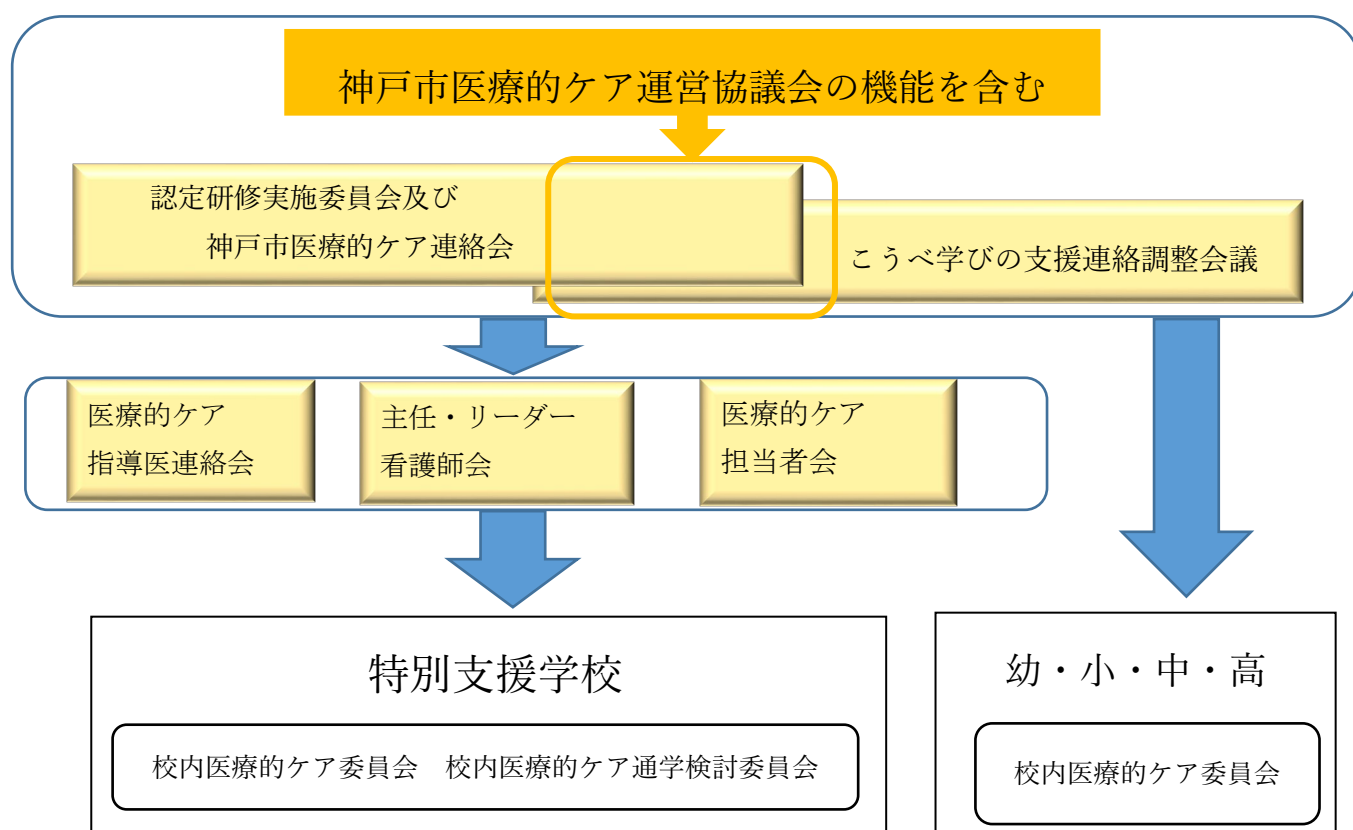 神戸市医療的ケア運営協議会の機能を含む
認定研修実施委員会及び
神戸市医療的ケア連絡会
こうべ学びの支援連絡調整会議
医療的ケア
指導医連絡会
主任・リーダー
看護師会
医療的ケア
担当者会
特別支援学校
校内医療的ケア委員会　校内医療的ケア通学検討委員会
幼・小・中・高
校内医療的ケア委員会